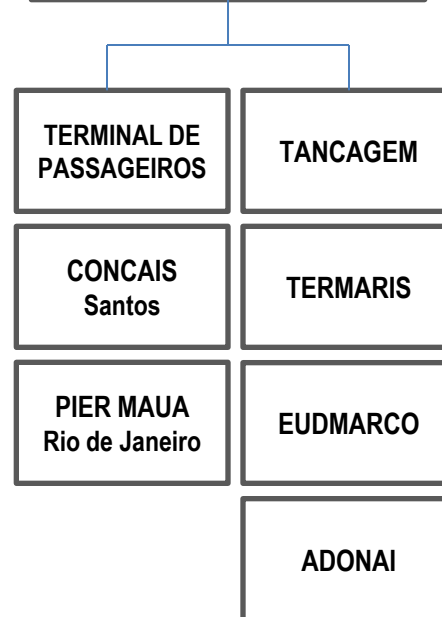 TERMINAL DE
PASSAGEIROS
CONCAIS
Santos
PIER MAUA
Rio de Janeiro
TANCAGEM
TERMARIS
EUDMARCO
ADONAI